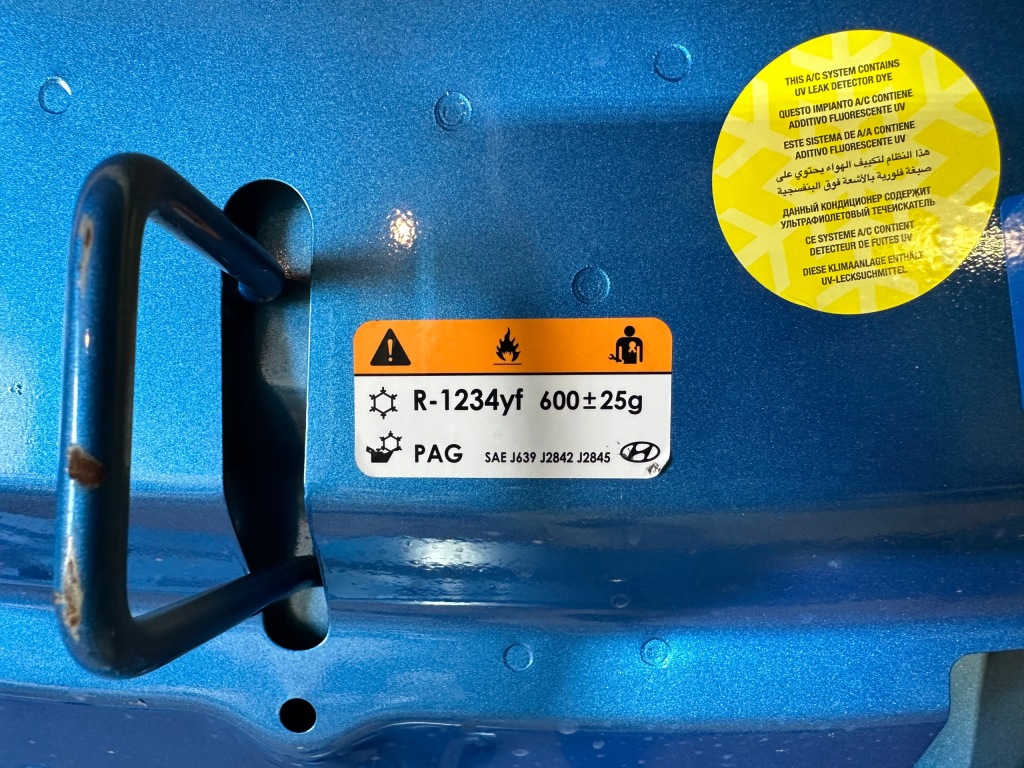 THIS A/C SYSTEM CONTAINS
UV LEAK DETECTOR DYE
QUESTO IMPIANTO A/C CONTIENE
ADDITIVO FLUORESCENTE UV
ESTE SISTEMA DE A/A CONTIENE
ADITIVO FLUORESCENTE UV
هذا النظام لتكييف الهواء يحتوي على
صبغة فلورية بالأشعة فوق البنفسجية
ДАННЫЙ КОНДИЦИОНЕР СОДЕРЖИТ
УЛЬТРАФИОЛЕТОВЫЙ ТЕЧЕИСКАТЕЛЬ
CE SYSTEME A/C CONTIENT
DETECTEUR DE FUITES UV
DIESE KLIMAANLAGE ENTHÄLT
UV-LECKSUCHMITTEL
R-1234yf 600±25g
PAG SAE J639 J2842 J2845